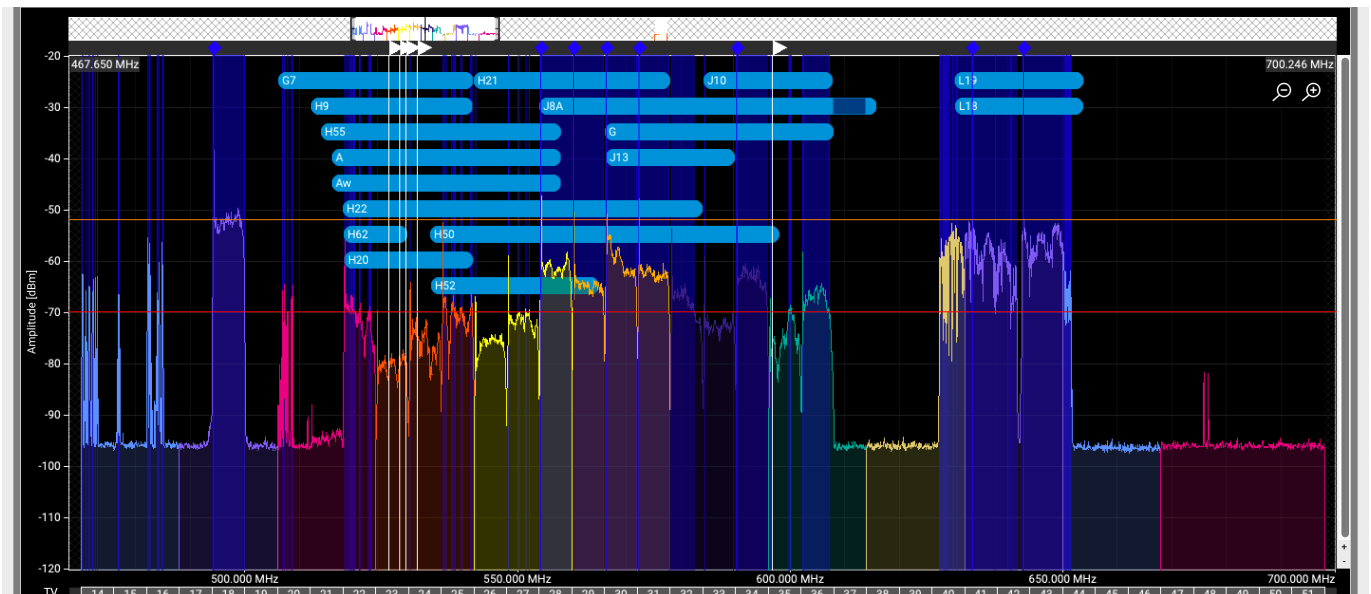 467.650 MHz
700.246 MHz
-20
G7
H21
J10
L19
-30
H9
J8A
L18
H55
G
-40
A
J13
Aw
-50
H22
H62
H50
-60
H20
H52
Amplitude [dBm]
-70
-80
-90
-100
-110
-120
+
-
500.000 MHz
550.000 MHz
600.000 MHz
650.000 MHz
700.000 MHz
TV 14 15 16 17 18 19 20 21 22 23 24 25 26 27 28 29 30 31 32 33 34 35 36 37 38 39 40 41 42 43 44 45 46 47 48 49 50 51